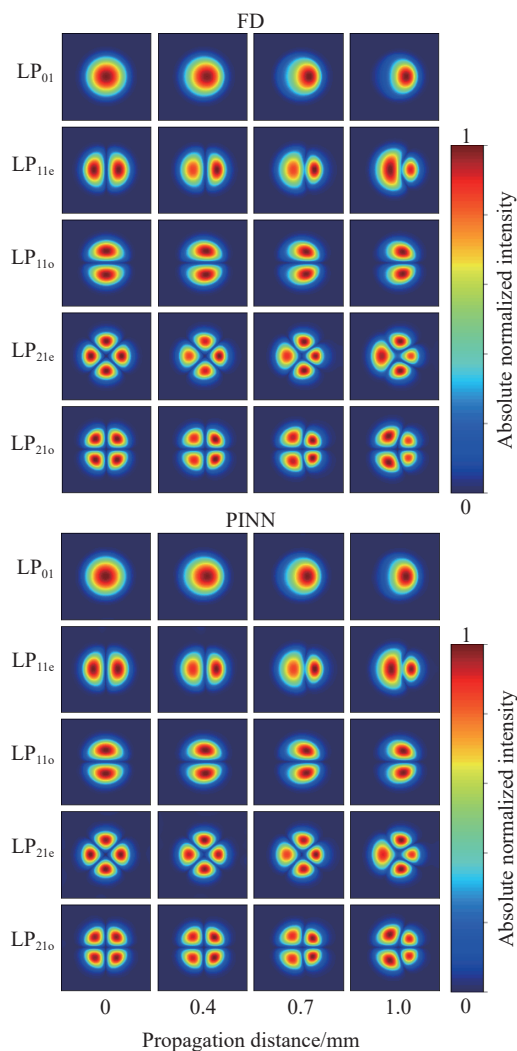 FD
LP01
LP11e
LP11o
LP21e
LP21o
1
Absolute normalized intensity
0
PINN
LP01
LP11e
LP11o
LP21e
LP21o
1
Absolute normalized intensity
0
0 0.4 0.7 1.0
Propagation distance/mm